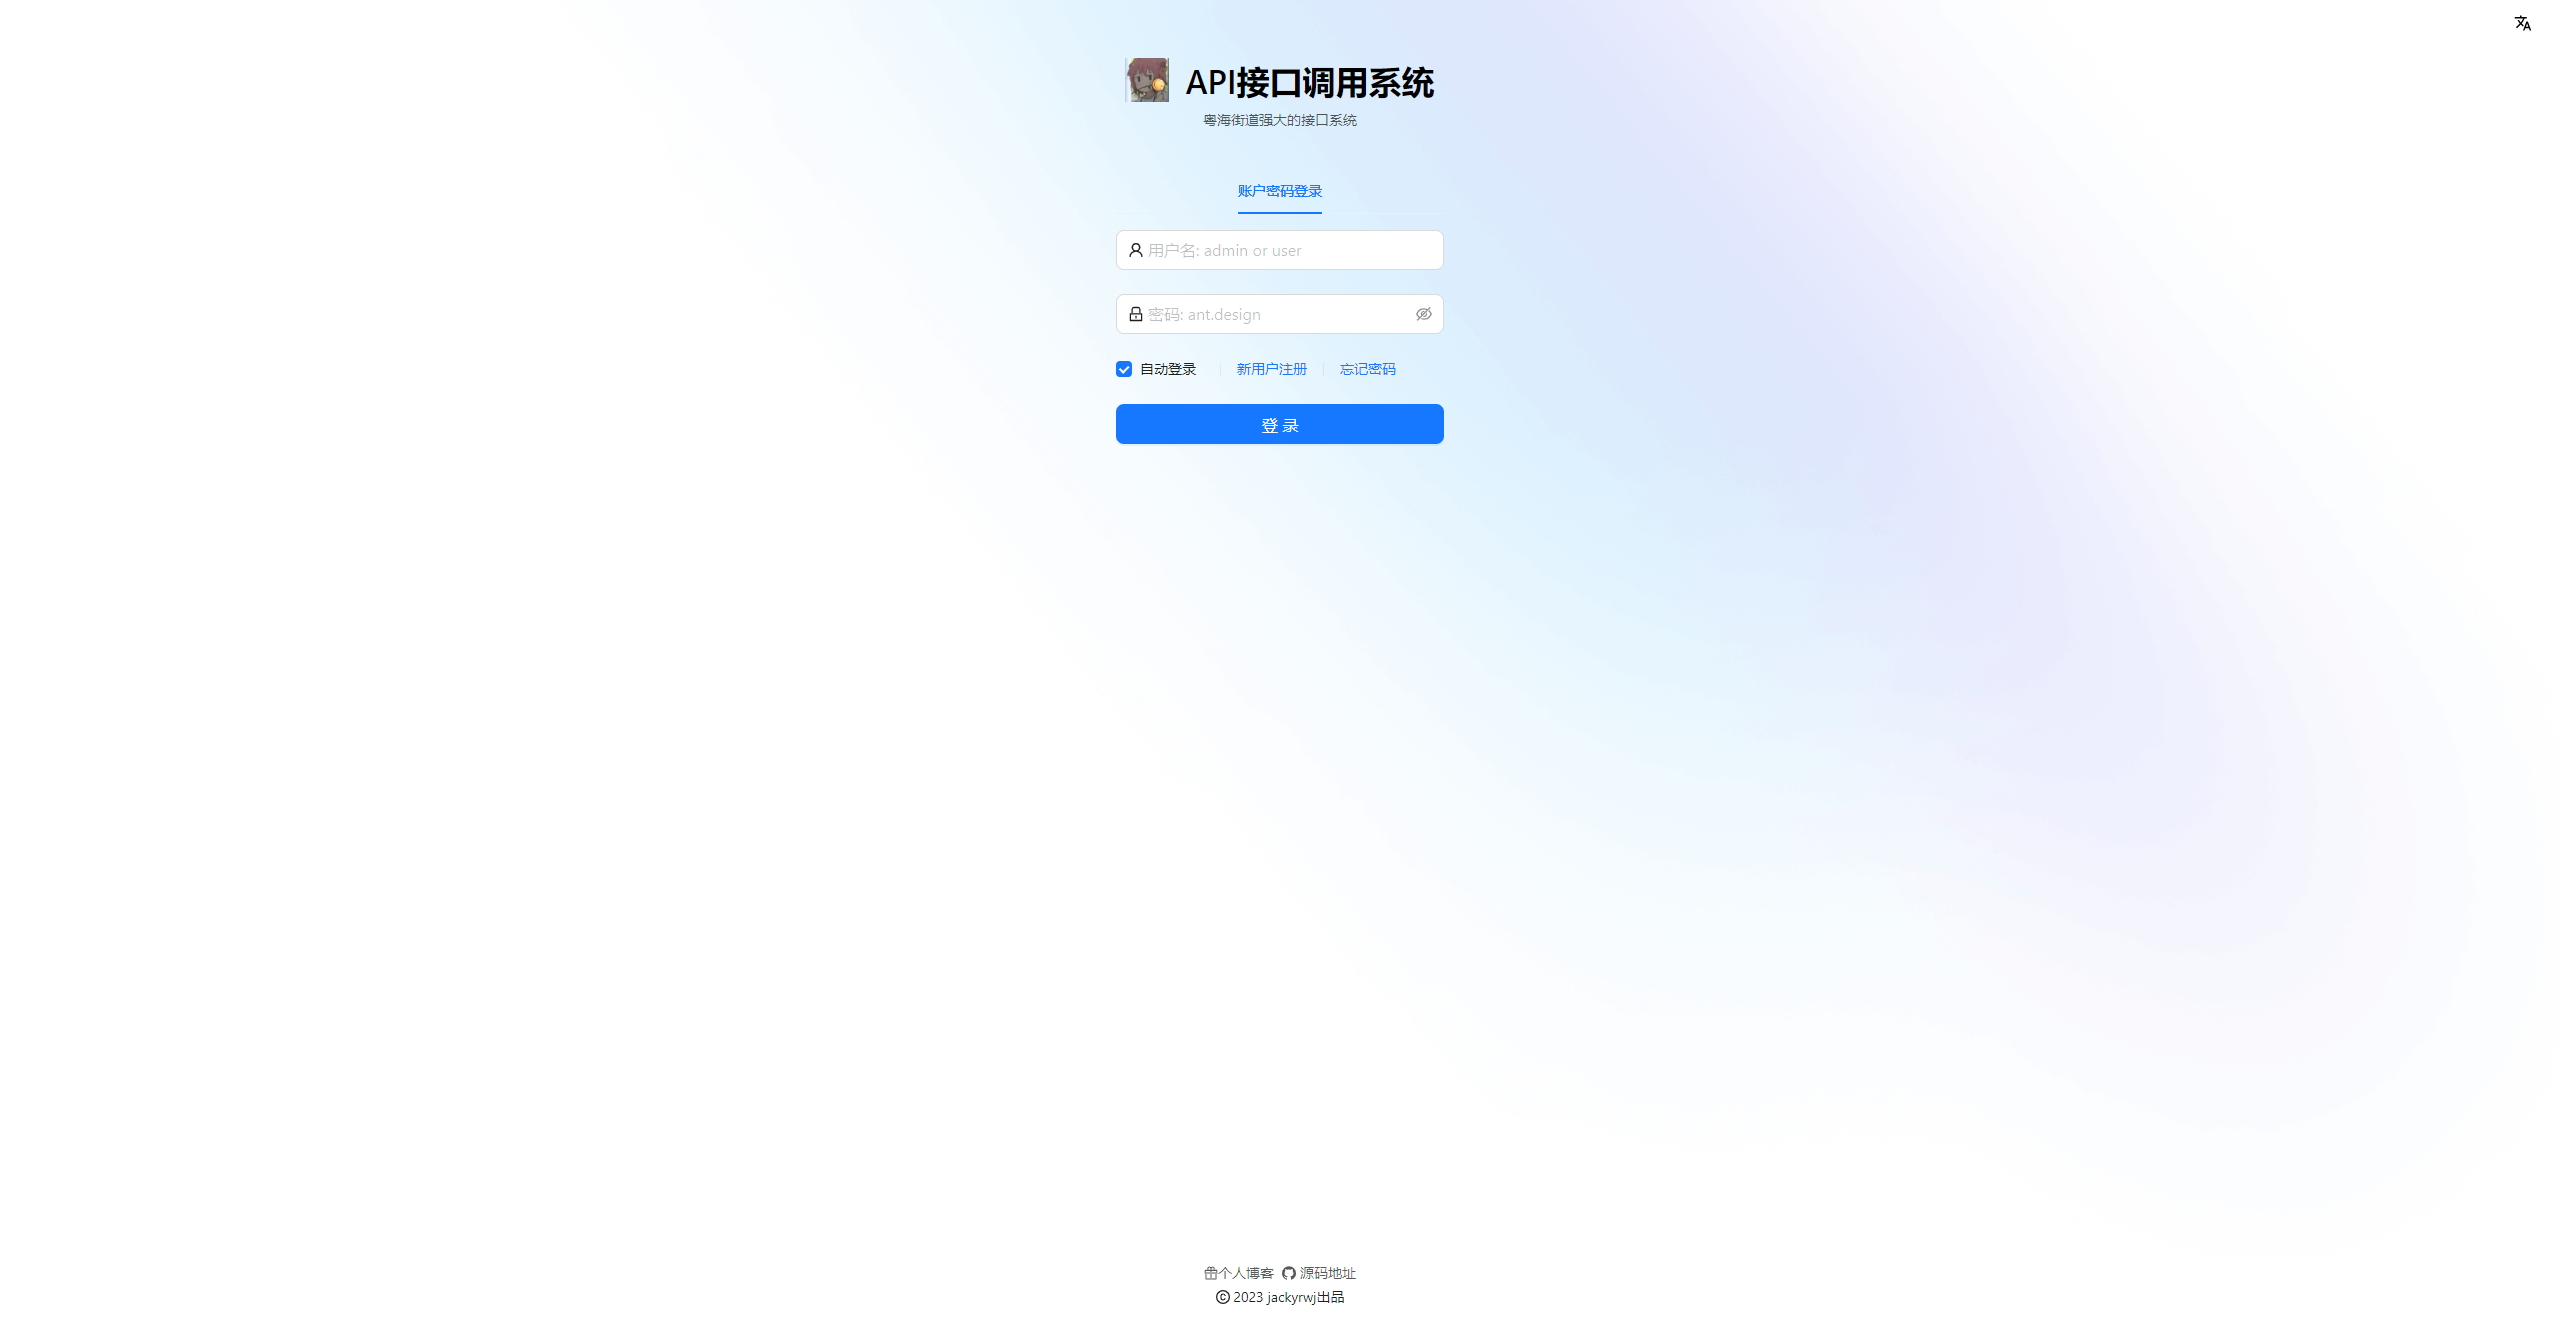 API接口调用系统
粤海街道强大的接口系统
账户密码登录
用户名: admin or user
密码: ant.design
自动登录 新用户注册 忘记密码
登 录
个人博客 源码地址
© 2023 jackyrwj出品